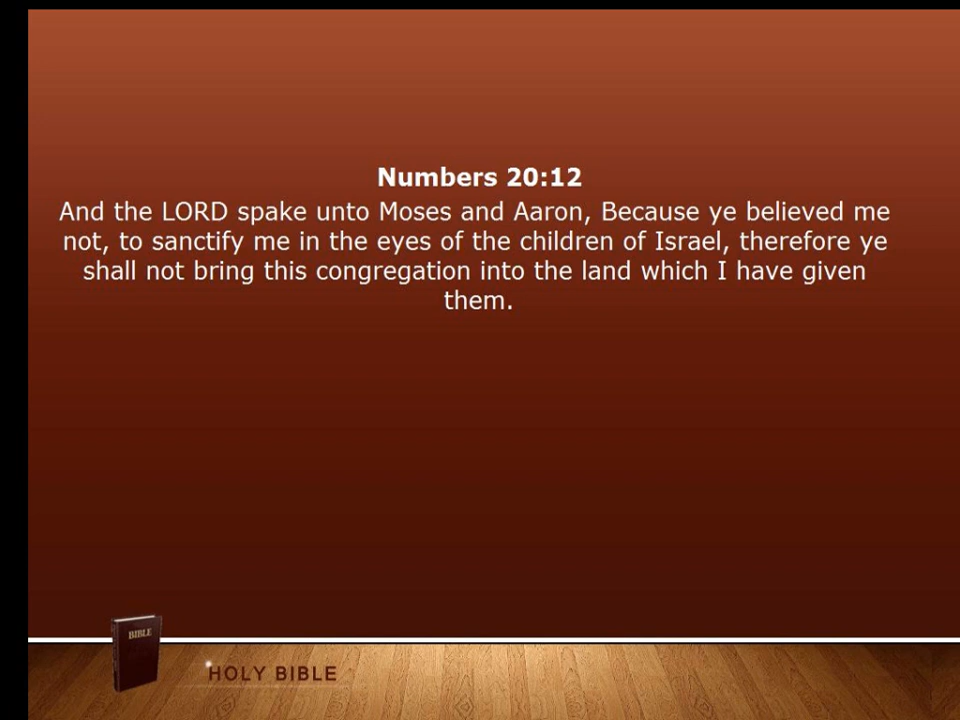 Numbers 20:12
And the LORD spake unto Moses and Aaron, Because ye believed me
not, to sanctify me in the eyes of the children of Israel, therefore ye
shall not bring this congregation into the land which I have given
them.
BIBLE
HOLY BIBLE